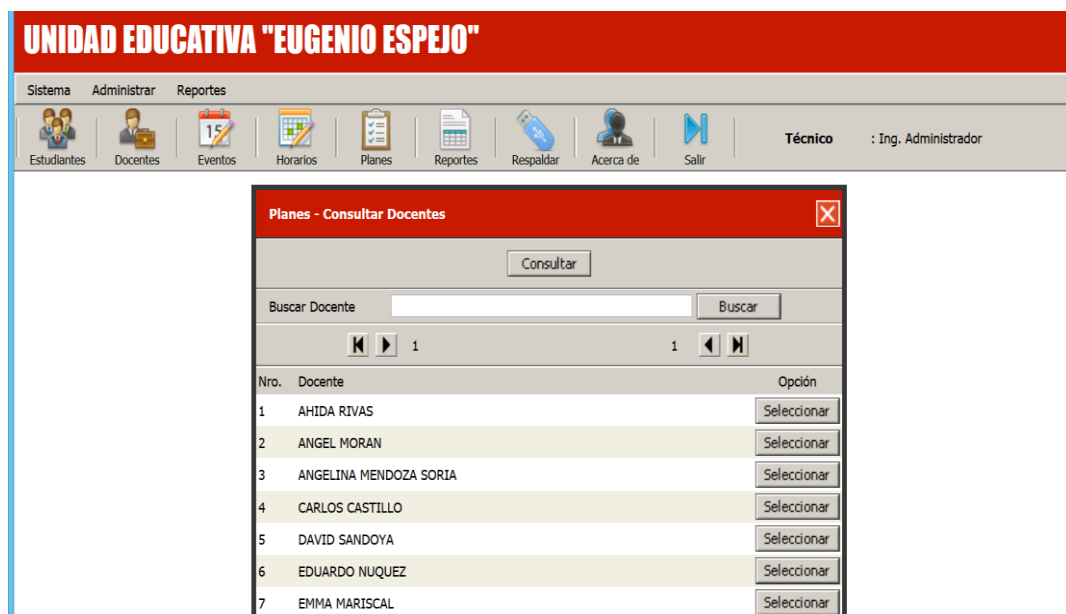 UNIDAD EDUCATIVA "EUGENIO ESPEJO"
Sistema Administrar Reportes
15
Estudiantes Docentes Eventos Horarios Planes Reportes Respaldar Acerca de Salir Técnico : Ing. Administrador
Planes - Consultar Docentes
Consultar
Buscar Docente Buscar
1 1
Nro. Docente Opción
1 AHIDA RIVAS Seleccionar
2 ANGEL MORAN Seleccionar
3 ANGELINA MENDOZA SORIA Seleccionar
4 CARLOS CASTILLO Seleccionar
5 DAVID SANDOYA Seleccionar
6 EDUARDO NUQUEZ Seleccionar
7 EMMA MARISCAL Seleccionar